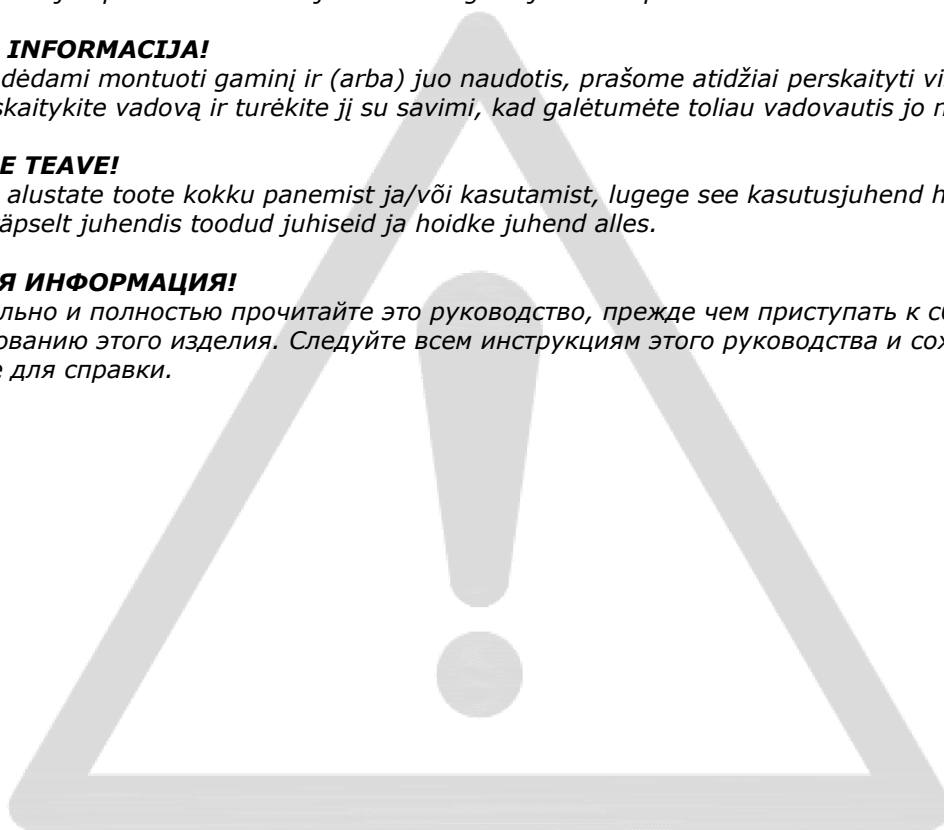 INFORMACIJA!
dėdami montuoti gaminį ir (arba) juo naudotis, prašome atidžiai perskaityti vi
skaitykite vadovą ir turėkite jį su savimi, kad galėtumėte toliau vadovautis jo n
E TEAVE!
alustate toote kokku panemist ja/või kasutamist, lugege see kasutusjuhend h
äpselt juhendis toodud juhiseid ja hoidke juhend alles.
Я ИНФОРМАЦИЯ!
льно и полностью прочитайте это руководство, прежде чем приступать к сб
ованию этого изделия. Следуйте всем инструкциям этого руководства и сох
е для справки.